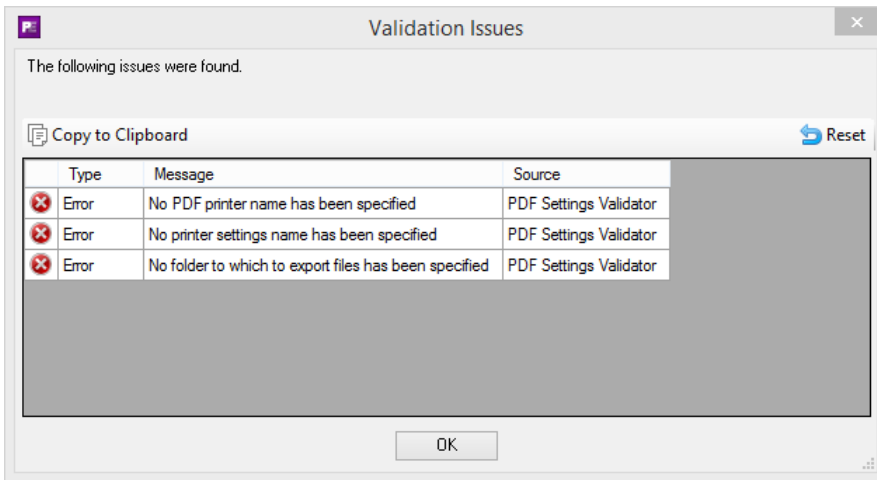 PE
Validation Issues
The following issues were found.
Copy to Clipboard Reset
Type Message Source
Error No PDF printer name has been specified PDF Settings Validator
Error No printer settings name has been specified PDF Settings Validator
Error No folder to which to export files has been specified PDF Settings Validator
OK